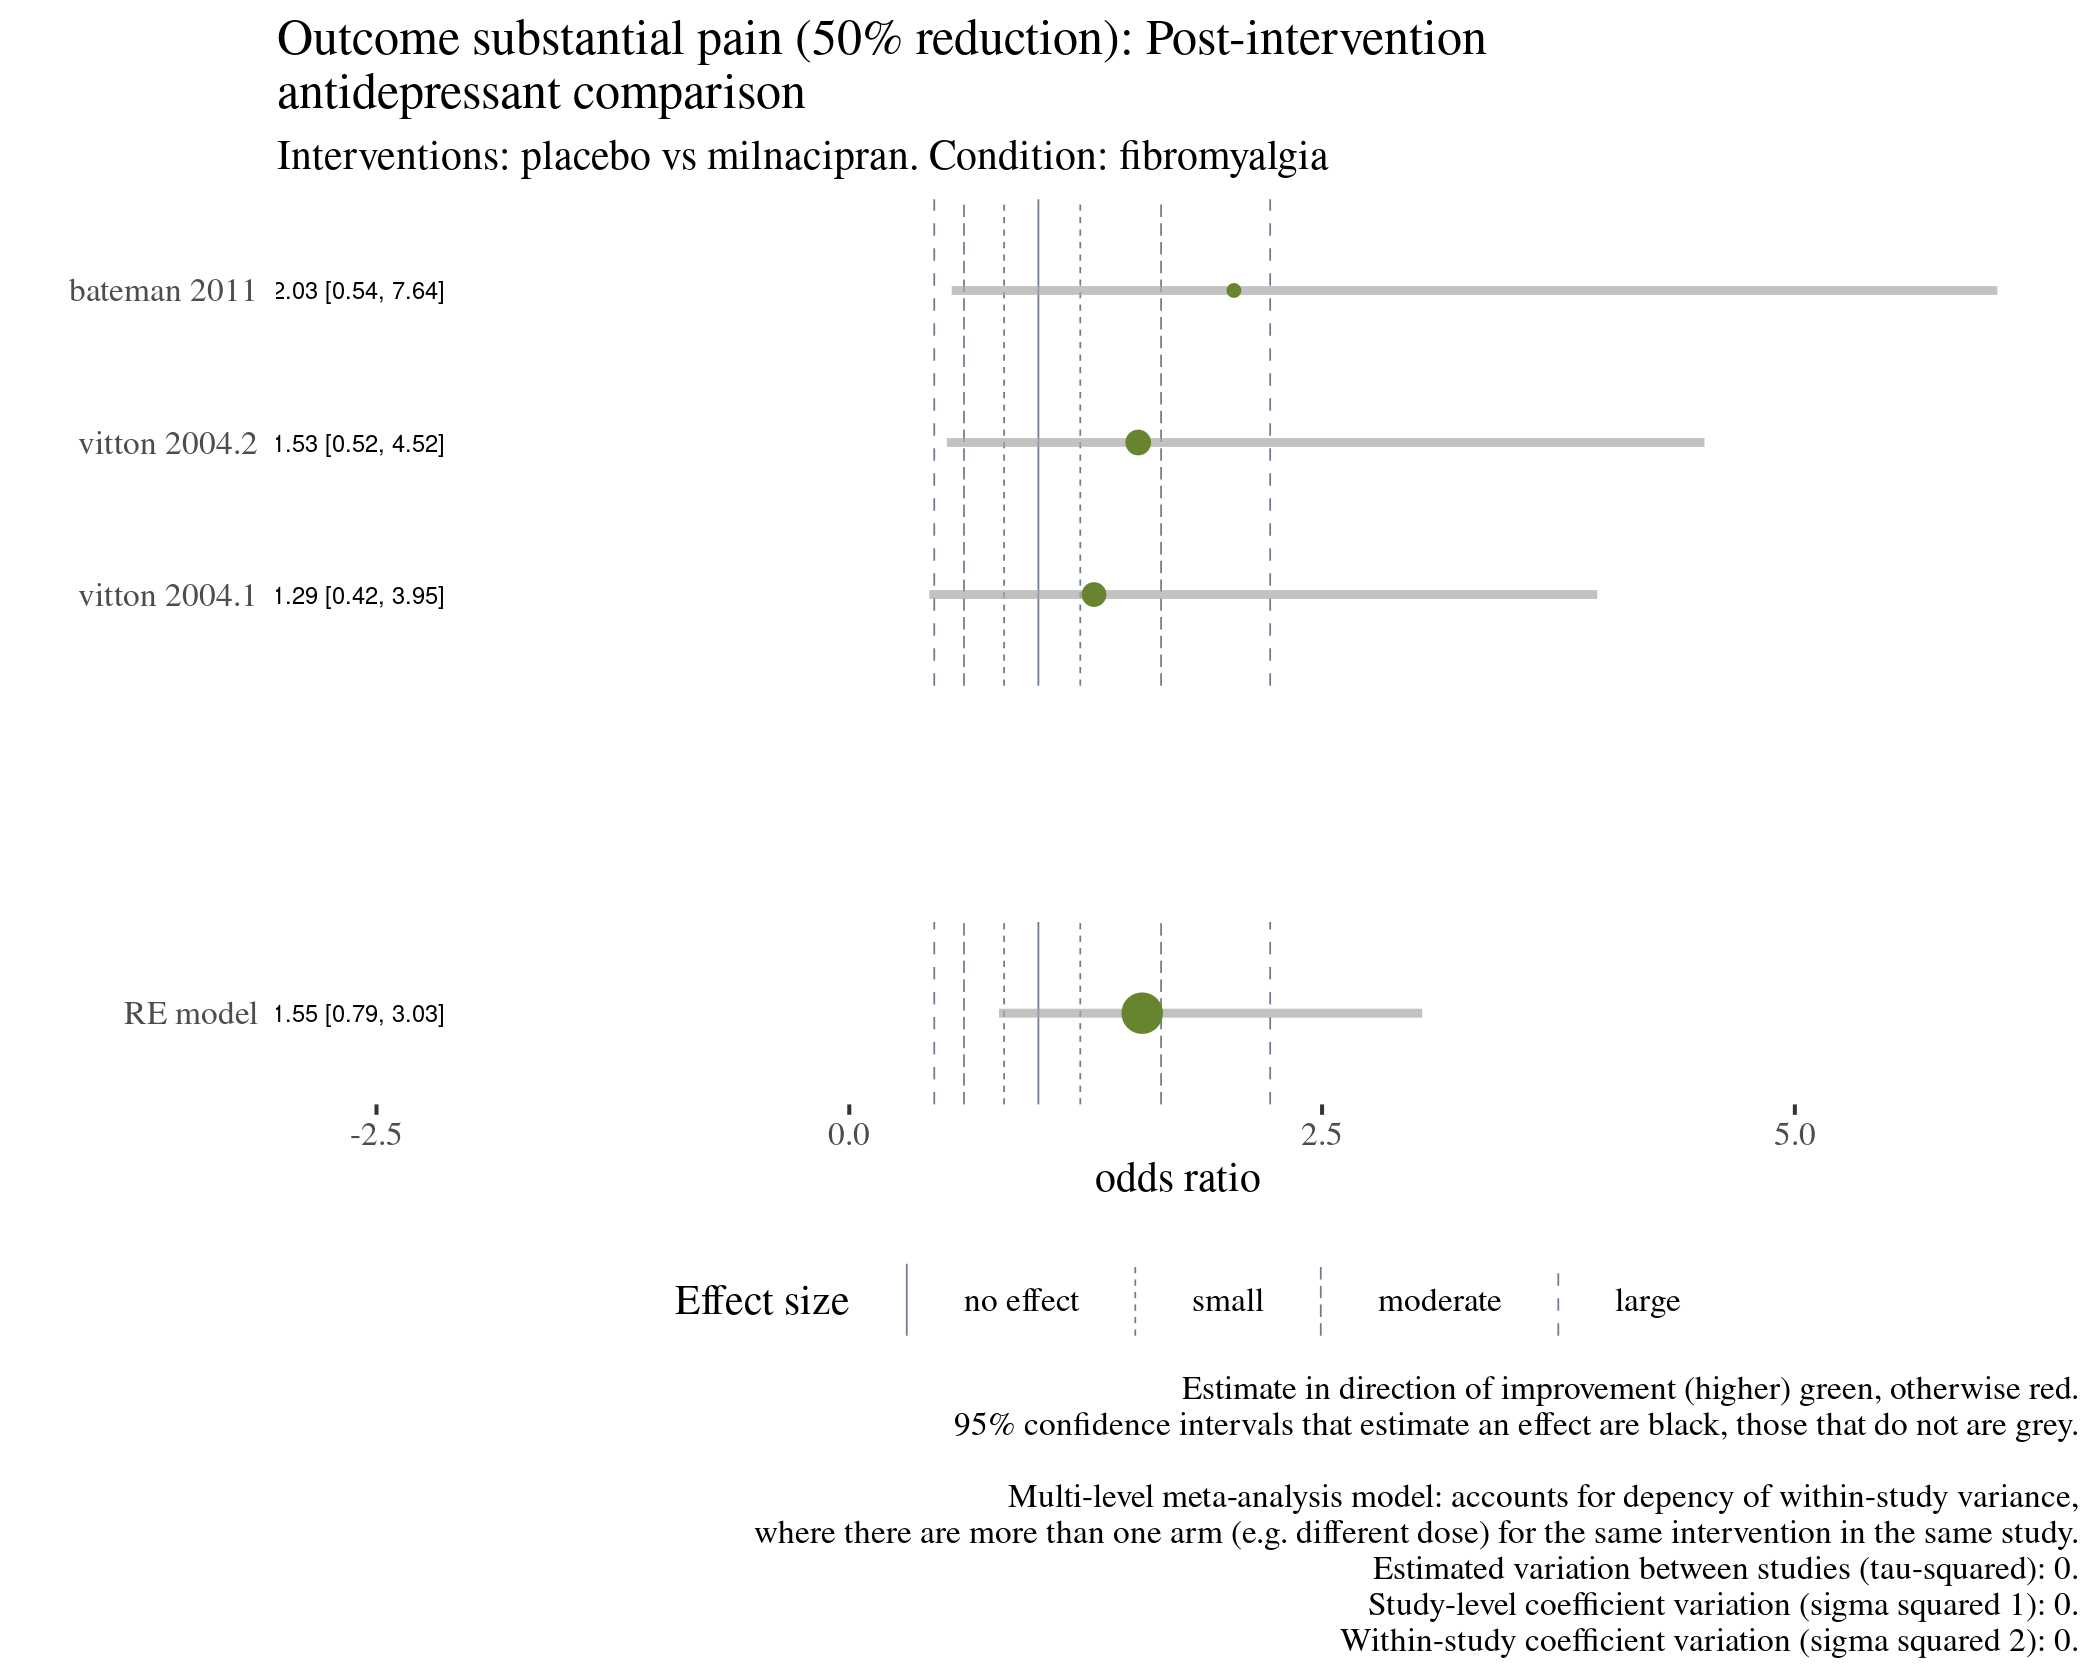 Outcome substantial pain (50% reduction): Post-intervention
antidepressant comparison
Interventions: placebo vs milnacipran. Condition: fibromyalgia
bateman 2011 2.03 [0.54, 7.64]
vitton 2004.2 1.53 [0.52, 4.52]
vitton 2004.1 1.29 [0.42, 3.95]
RE model 1.55 [0.79, 3.03]
-2.5 0.0 2.5 5.0
odds ratio
Effect size no effect small moderate large
Estimate in direction of improvement (higher) green, otherwise red.
95% confidence intervals that estimate an effect are black, those that do not are grey.
Multi-level meta-analysis model: accounts for depency of within-study variance,
where there are more than one arm (e.g. different dose) for the same intervention in the same study.
Estimated variation between studies (tau-squared): 0.
Study-level coefficient variation (sigma squared 1): 0.
Within-study coefficient variation (sigma squared 2): 0.